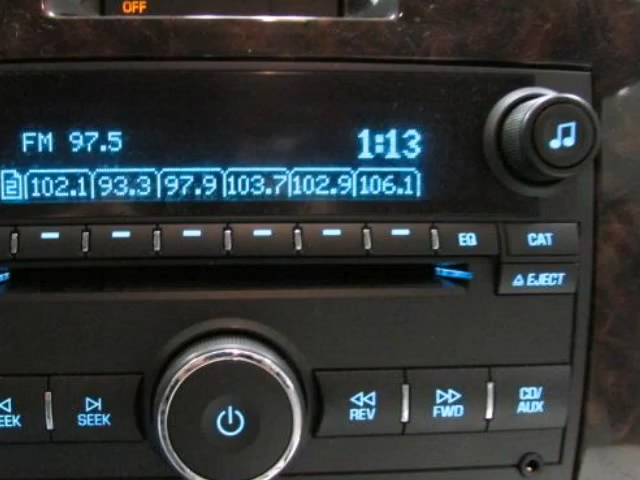 OFF
FM 97.5 1:13
2 102.1 93.3 97.9 103.7 102.9 106.1
EQ CAT
EJECT
SEEK REV FWD CD/
AUX